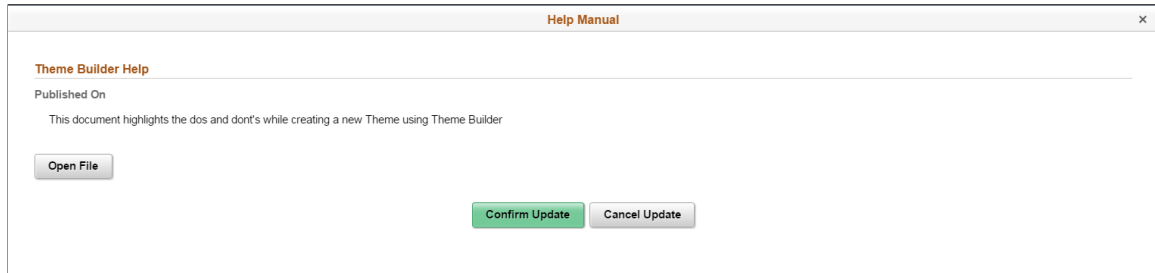 Help Manual
×
Theme Builder Help
Published On
This document highlights the dos and dont's while creating a new Theme using Theme Builder
Open File
Confirm Update Cancel Update